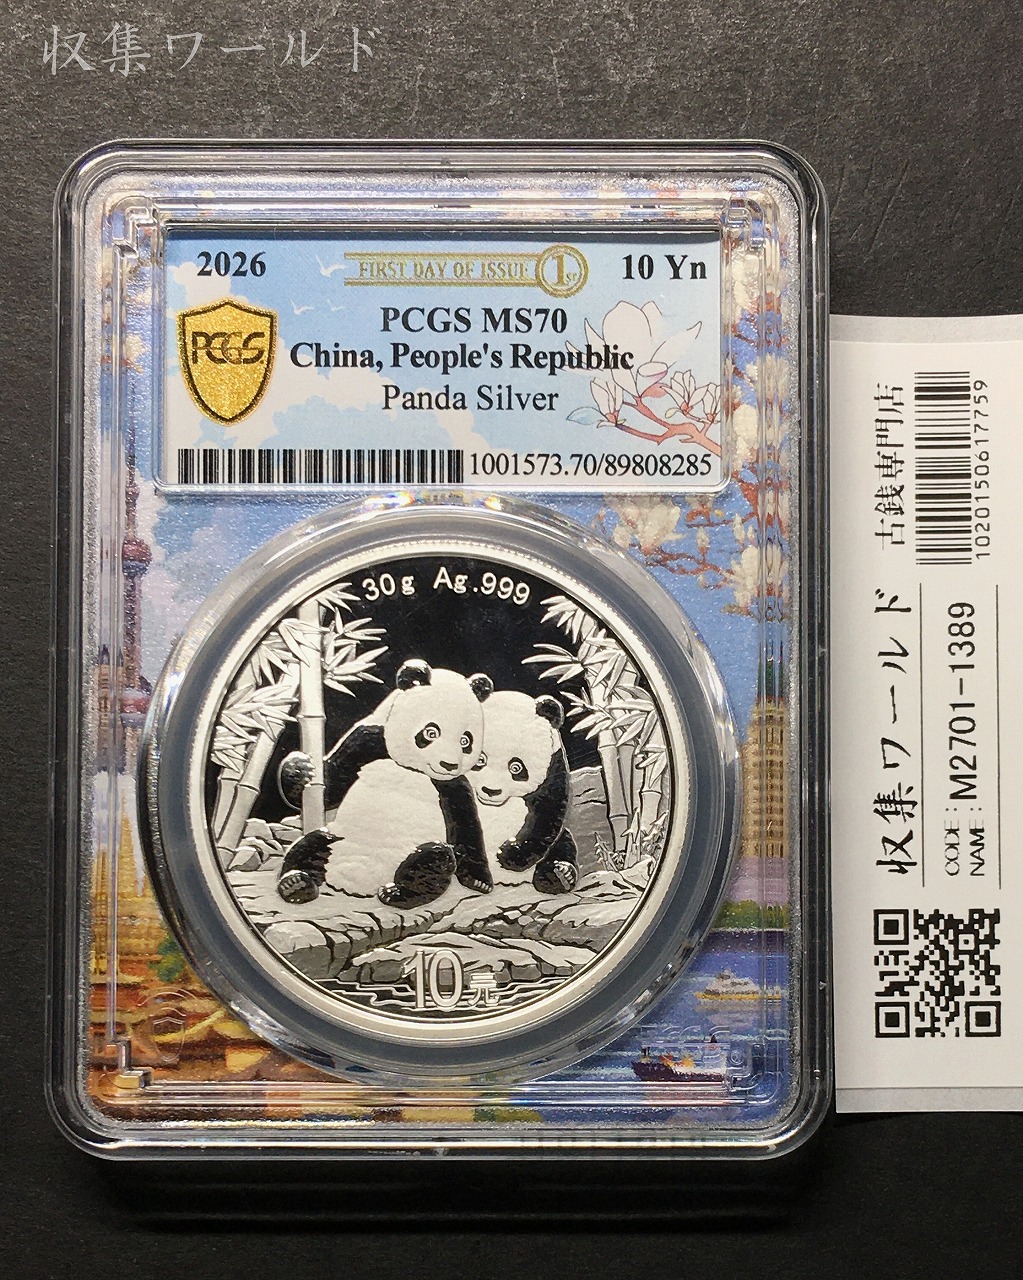 収集ワールド
2026
FIRST DAY OF ISSUE 1st
10 Yn
PCGS
PCGS MS70
China, People's Republic
Panda Silver
1001573.70/89808285
30g Ag.999
10元
収集ワールド 古銭専門店
CODE: M2701-1389
NAME:
1020150617759